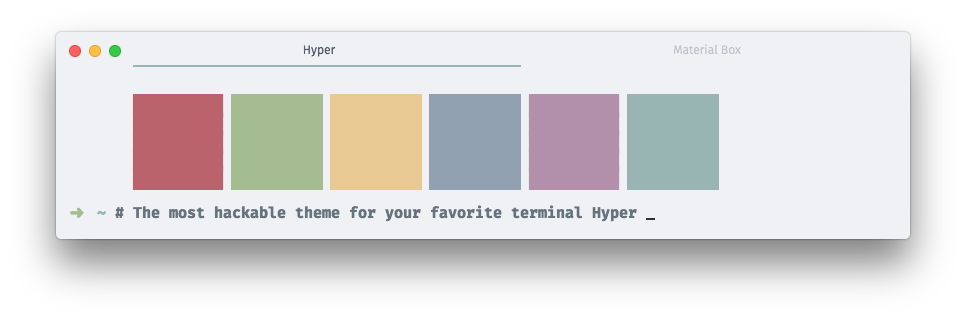 Hyper
Material Box
➜ ~ # The most hackable theme for your favorite terminal Hyper _